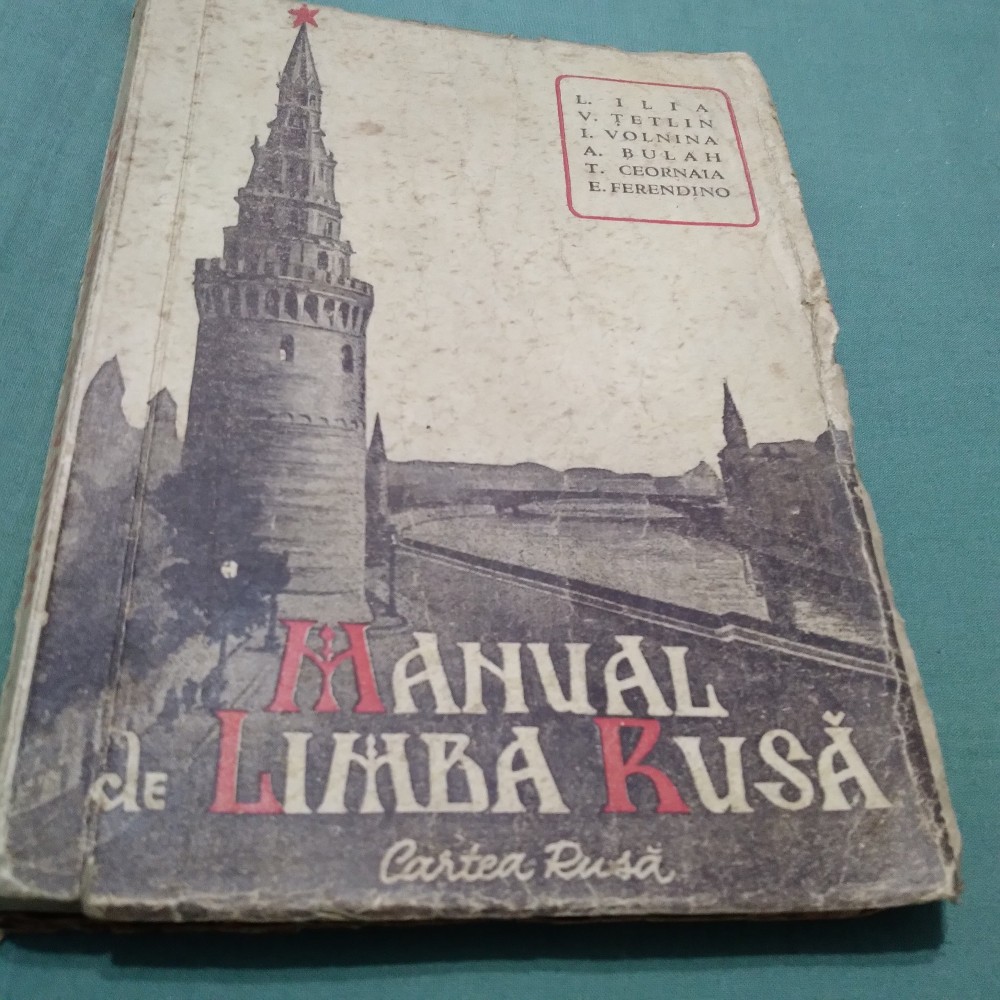 L. ILIA
V. ȚETLIN
I. VOLNINA
A. BULAH
T. CEORNAIA
E. FERENDINO
MANUAL
de LIMBA RUSĂ
Cartea Rusă